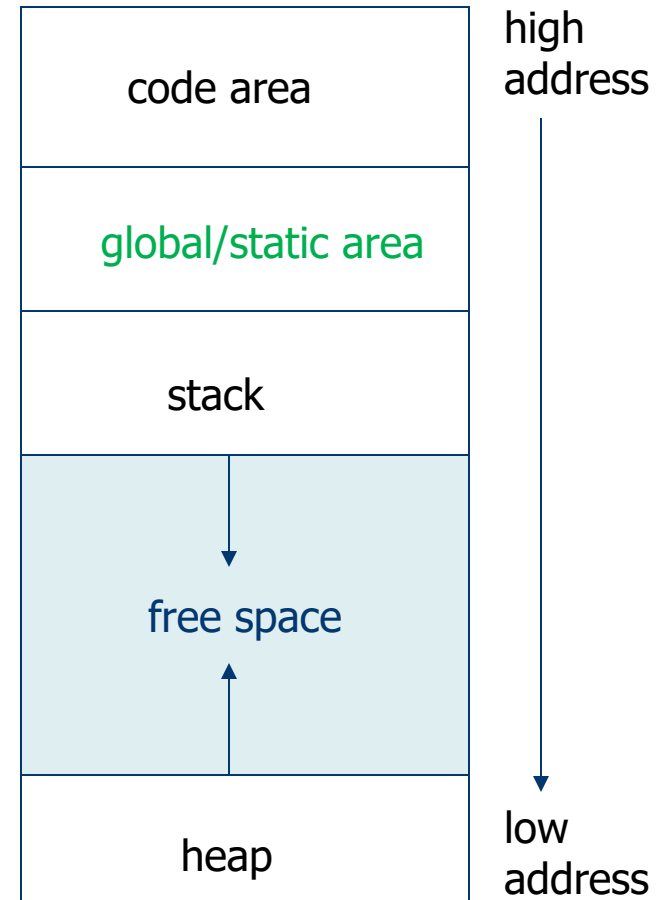 high
address
code area
global/static area
stack
free space
heap
low
address